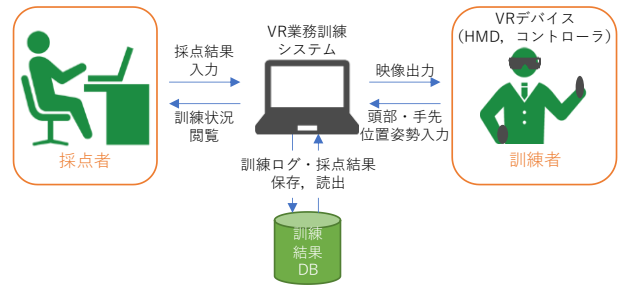 採点者
採点結果
入力
訓練状況
閲覧
VR業務訓練
システム
映像出力
頭部・手先
位置姿勢入力
訓練ログ・採点結果
保存，読出
訓練
結果
DB
VRデバイス
（HMD，コントローラ）
訓練者